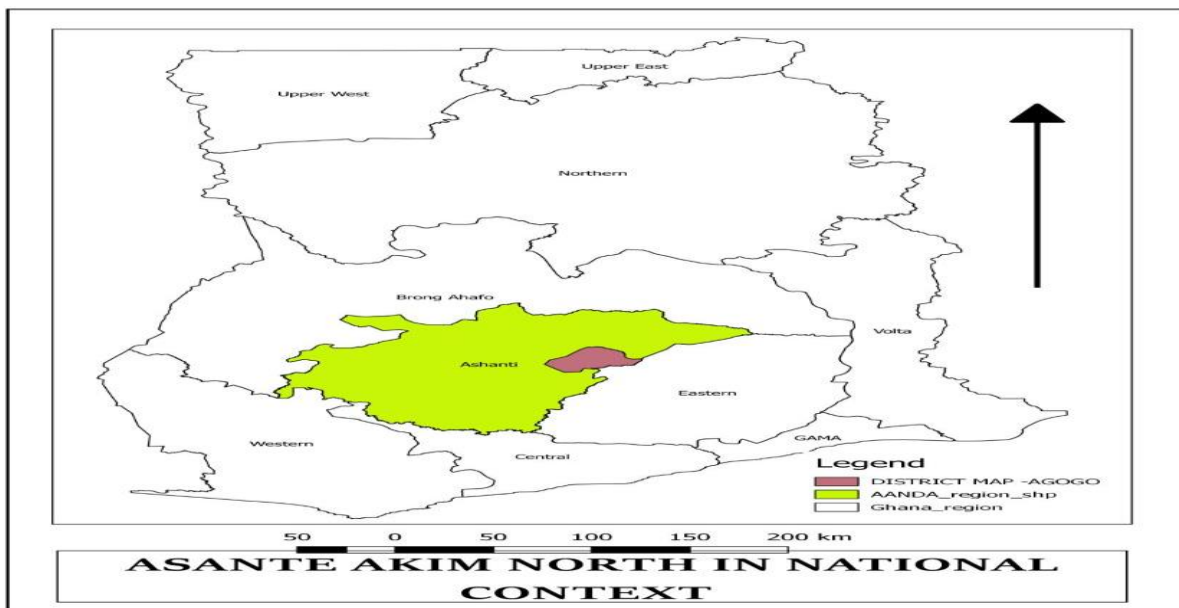 Upper East
Upper West
Northern
Brong Ahafo
Volta
Ashanti
Eastern
Western
GAMA
Central
Legend
DISTRICT MAP -AGOGO
AANDA_region_shp
Ghana_region
50 0 50 100 150 200 km
ASANTE AKIM NORTH IN NATIONAL
CONTEXT